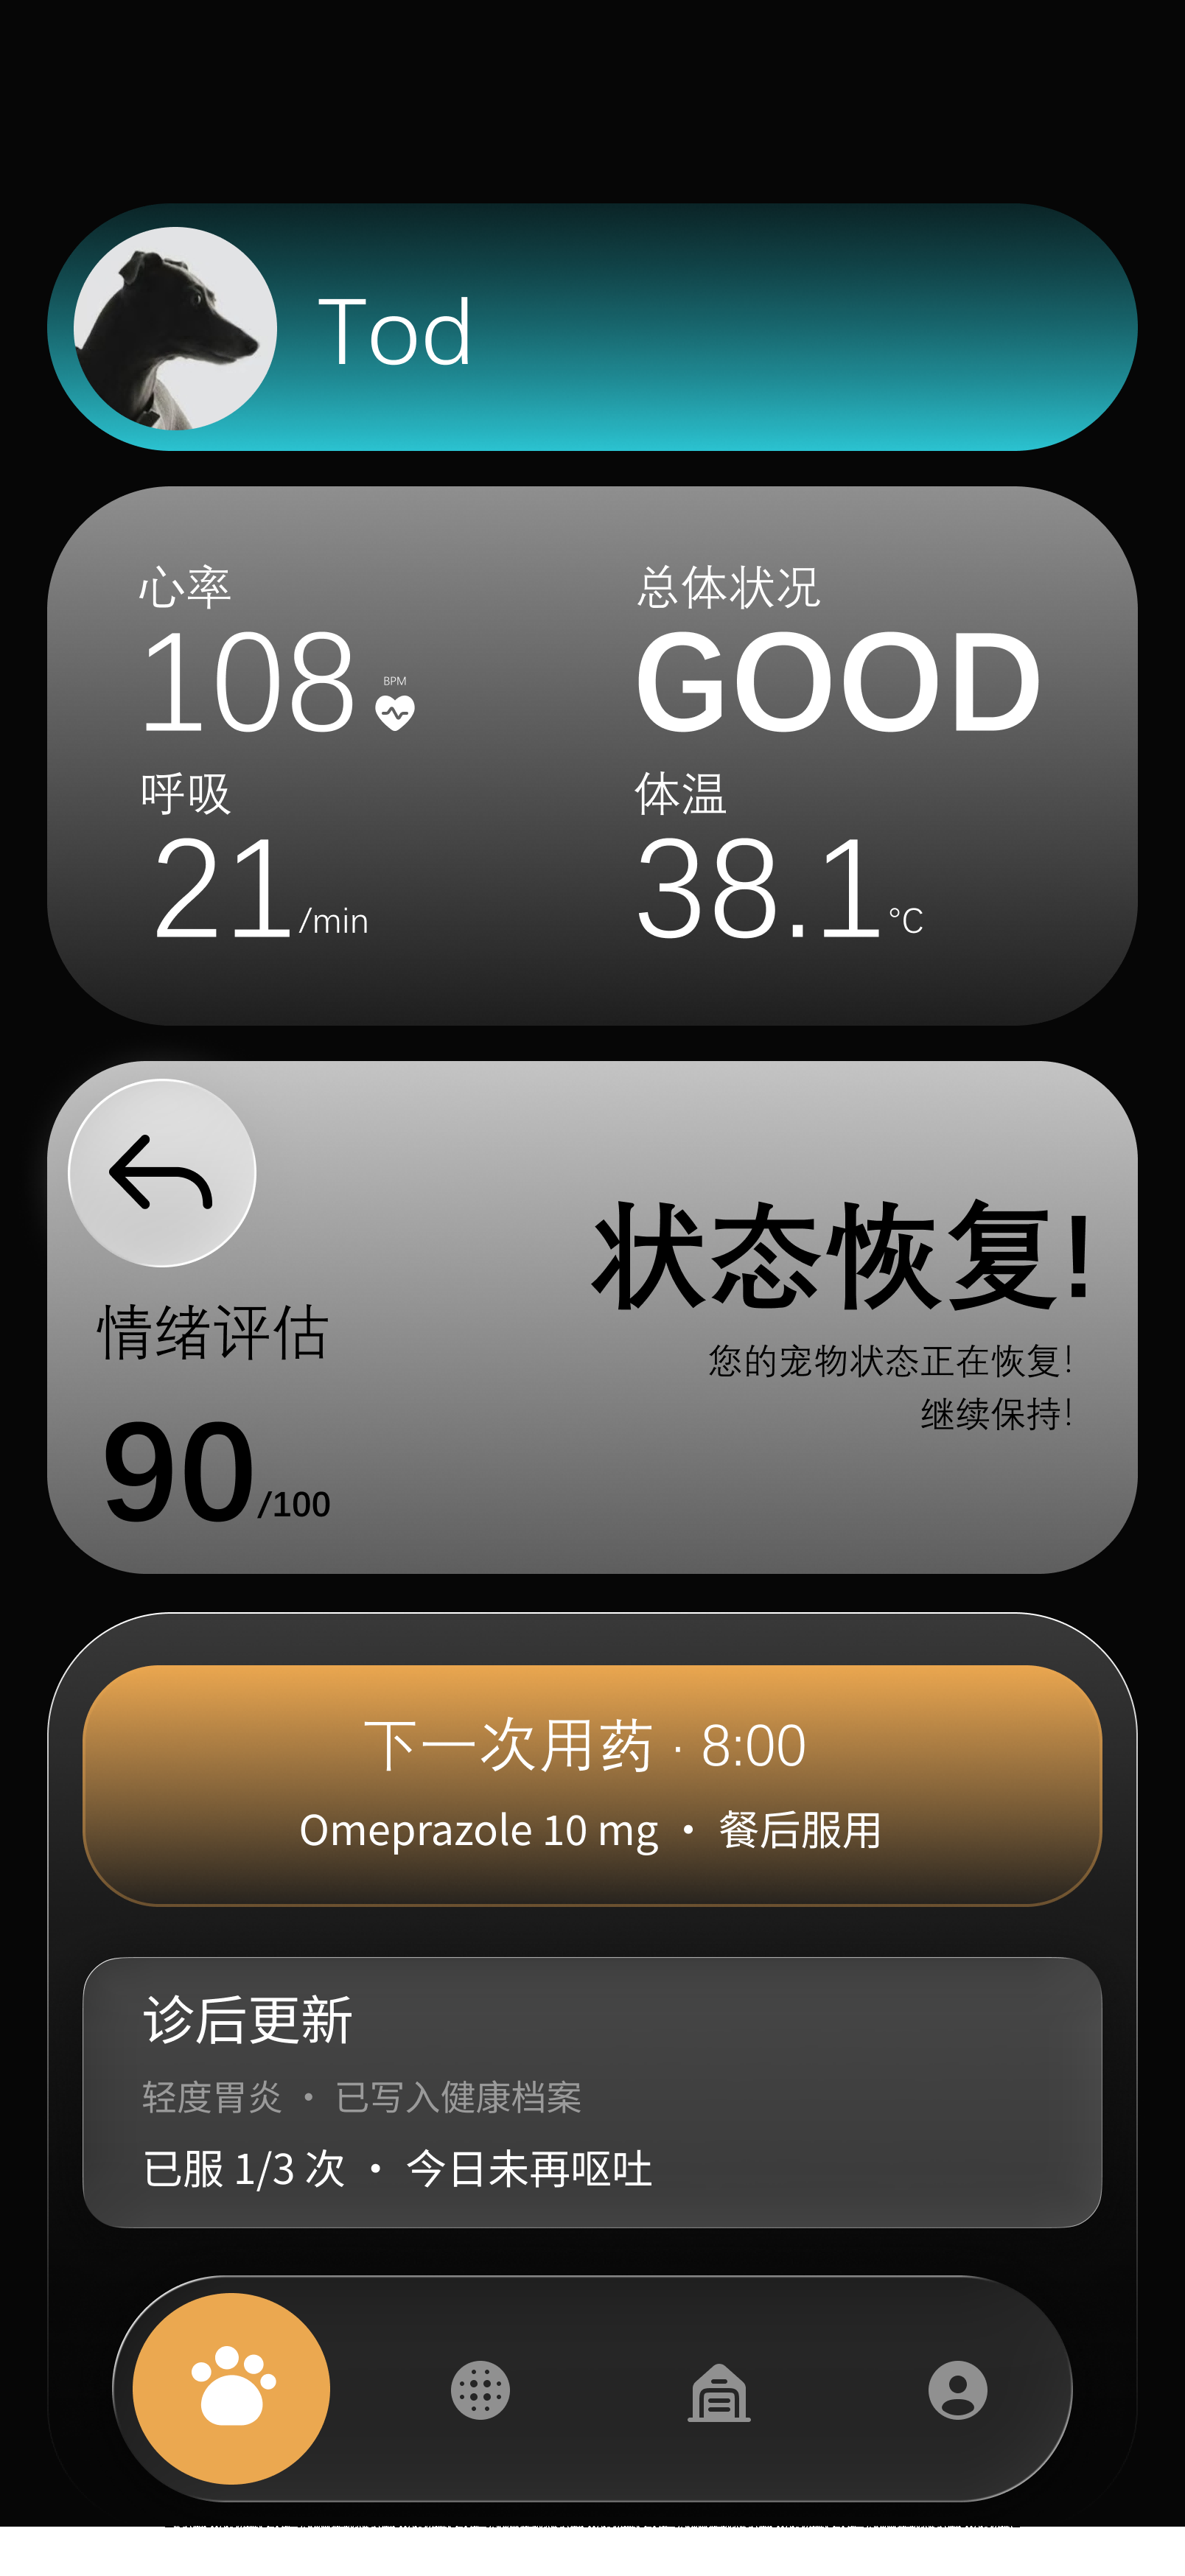 Tod
心率
108 BPM
总体状况
GOOD
呼吸
21/min
体温
38.1°C
情绪评估
90/100
状态恢复!
您的宠物状态正在恢复!
继续保持!
下一次用药 · 8:00
Omeprazole 10 mg · 餐后服用
诊后更新
轻度胃炎 · 已写入健康档案
已服 1/3 次 · 今日未再呕吐